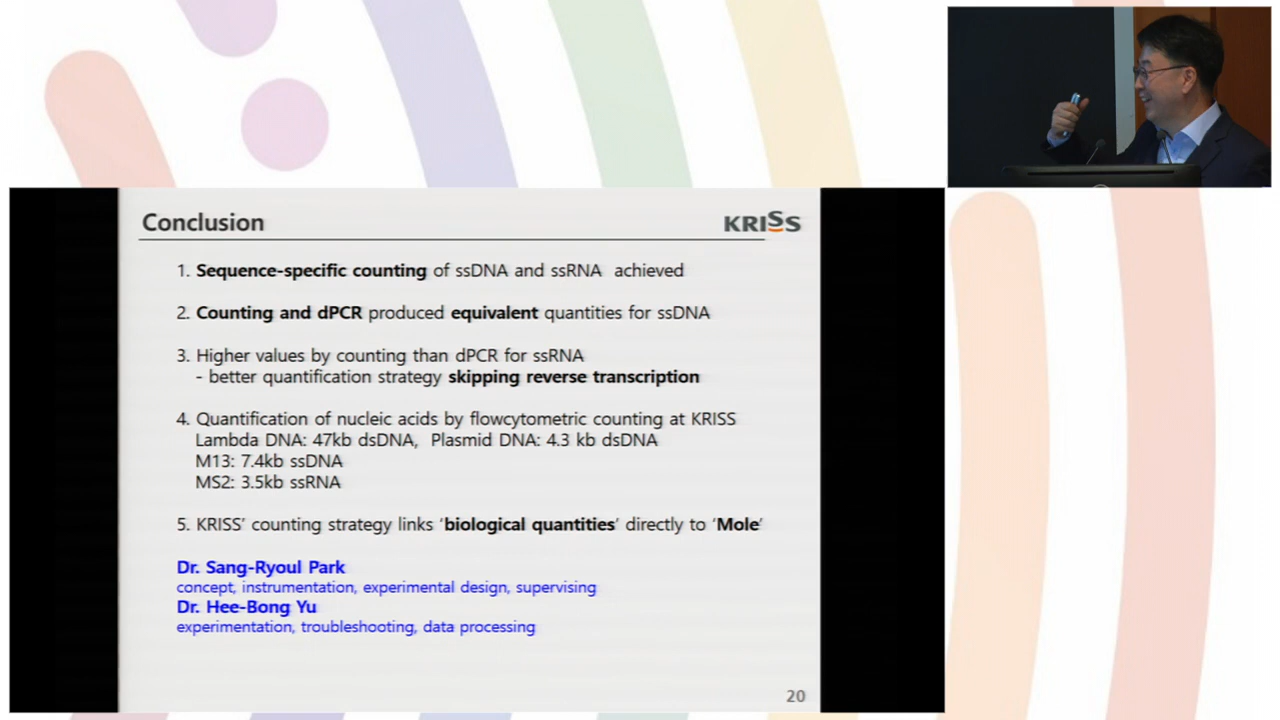 Conclusion
KRISS
1. Sequence-specific counting of ssDNA and ssRNA achieved
2. Counting and dPCR produced equivalent quantities for ssDNA
3. Higher values by counting than dPCR for ssRNA
- better quantification strategy skipping reverse transcription
4. Quantification of nucleic acids by flowcytometric counting at KRISS
Lambda DNA: 47kb dsDNA, Plasmid DNA: 4.3 kb dsDNA
M13: 7.4kb ssDNA
MS2: 3.5kb ssRNA
5. KRISS’ counting strategy links ‘biological quantities’ directly to ‘Mole’
Dr. Sang-Ryoul Park
concept, instrumentation, experimental design, supervising
Dr. Hee-Bong Yu
experimentation, troubleshooting, data processing
20